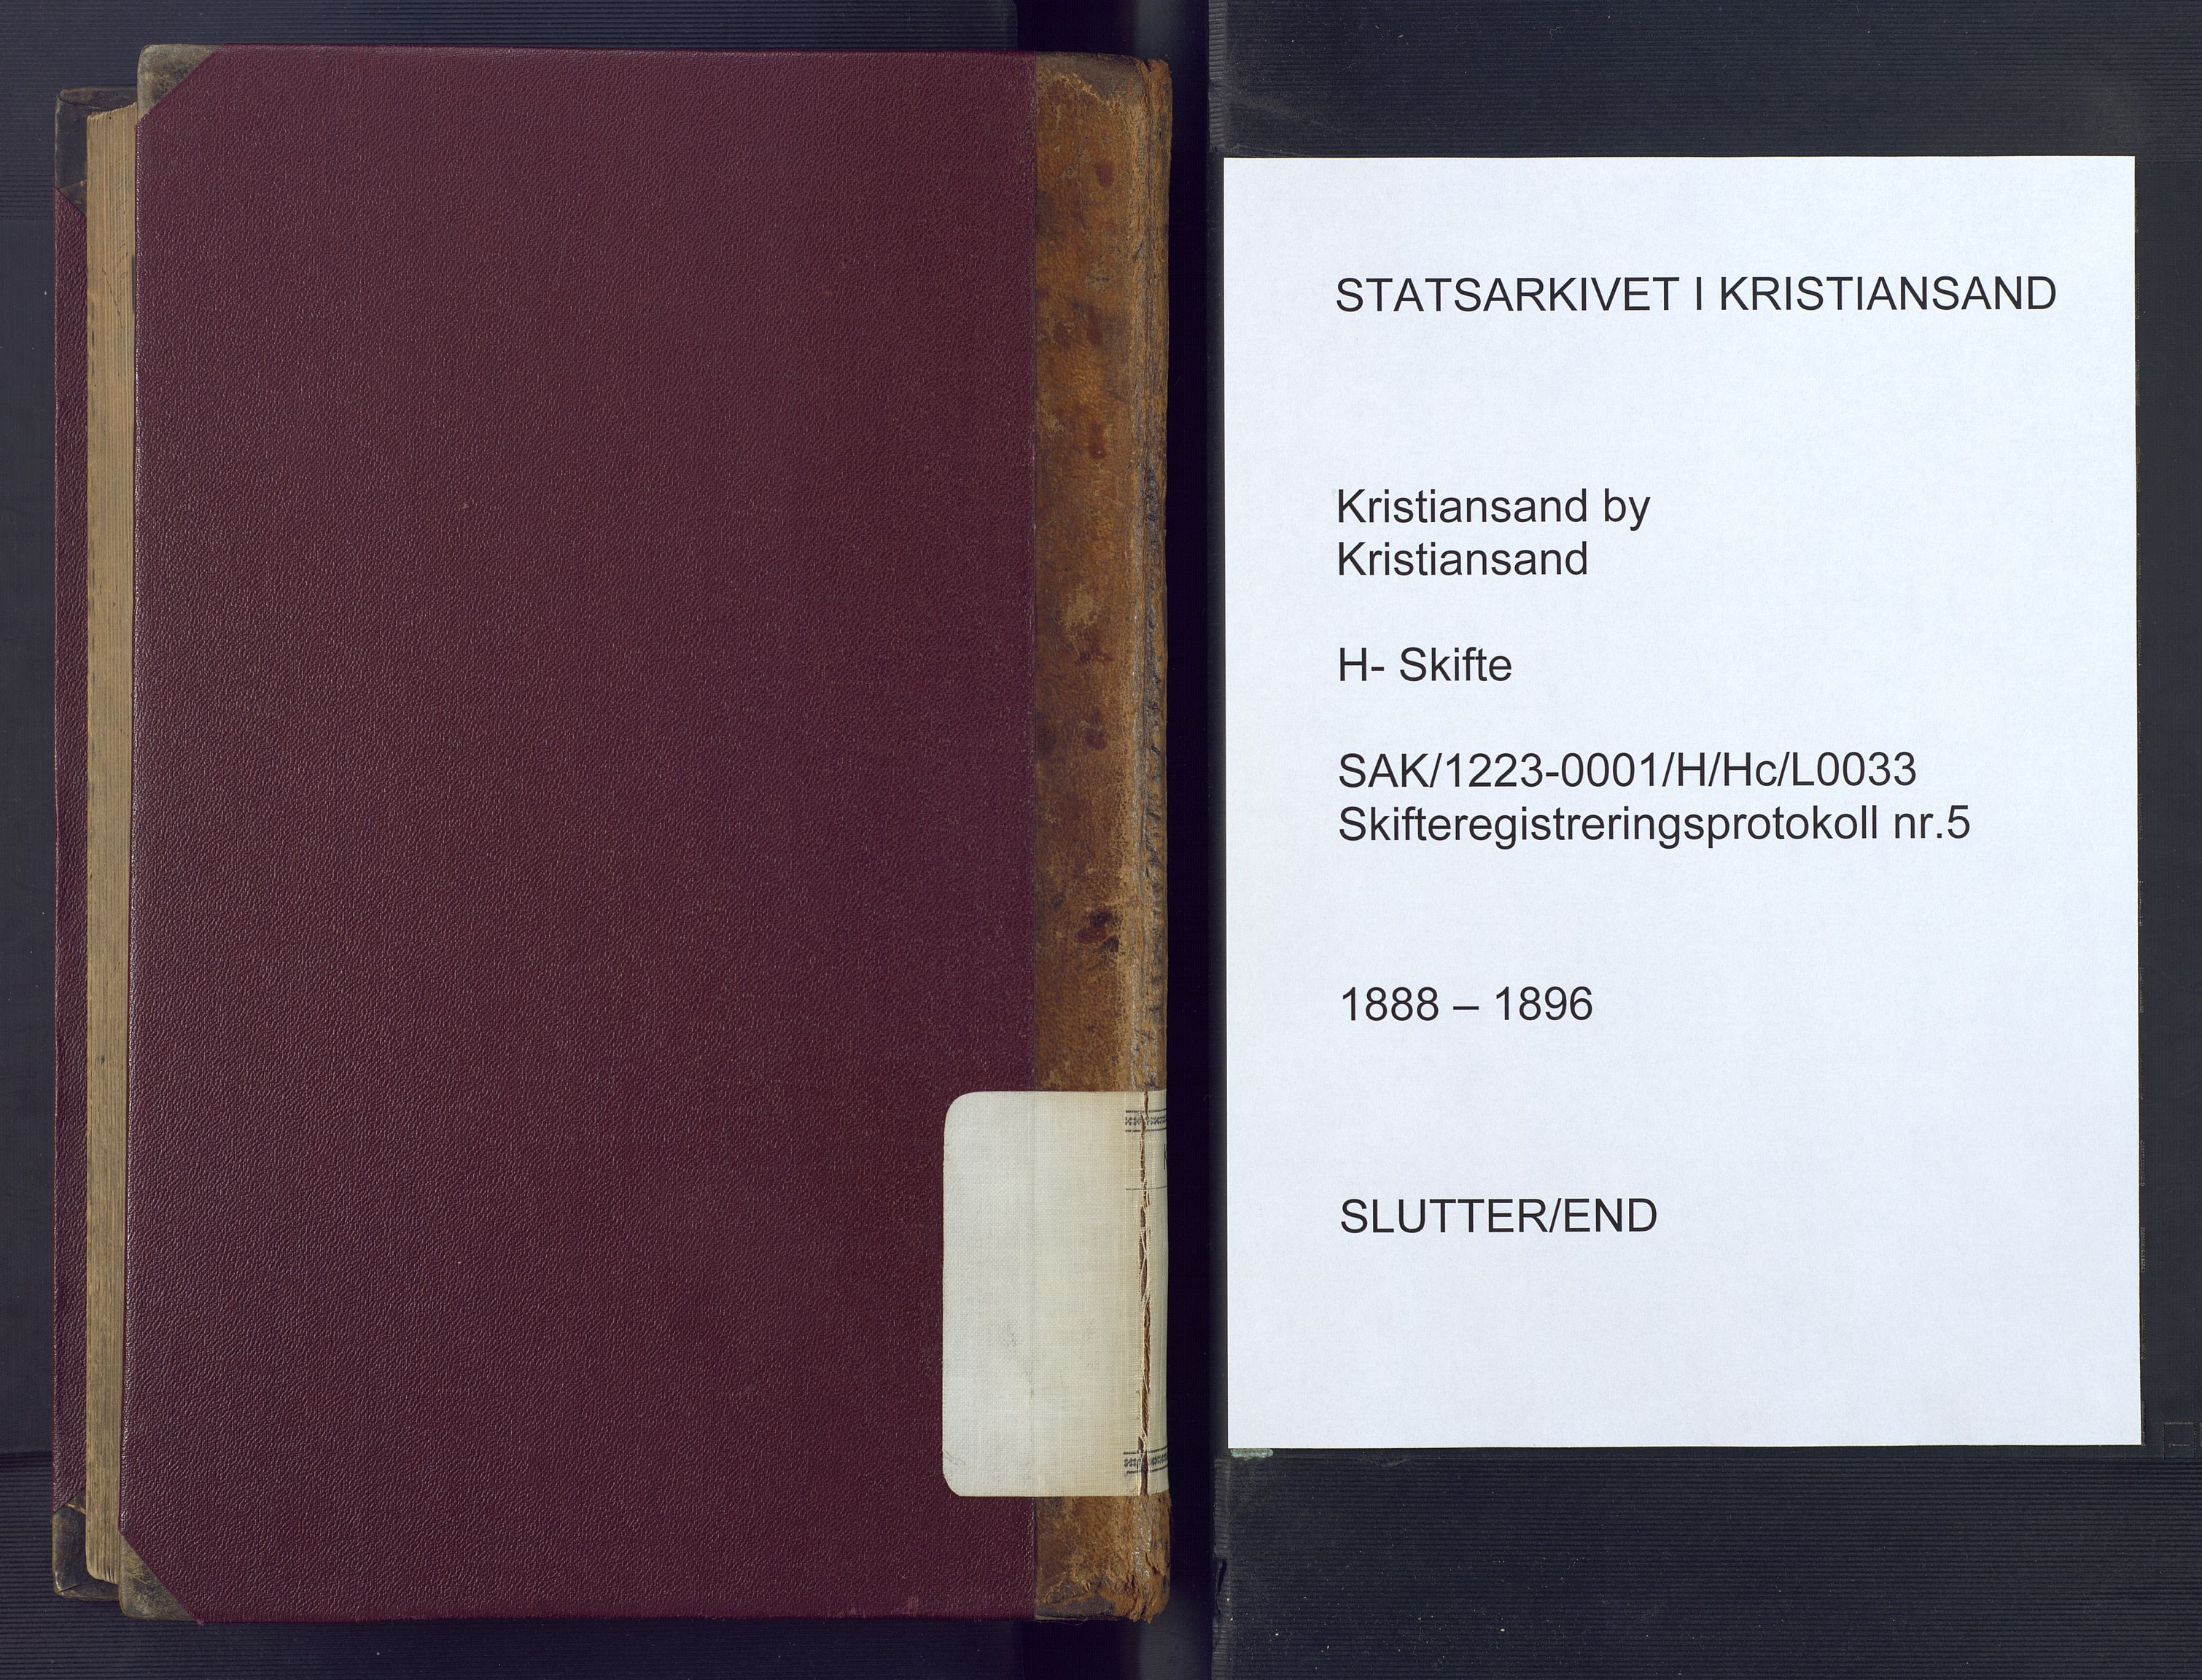 STATSARKIVET I KRISTIANSAND
Kristiansand by
Kristiansand
H- Skifte
SAK/1223-0001/H/Hc/L0033
Skifteregistreringsprotokoll nr.5
1888 – 1896
SLUTTER/END